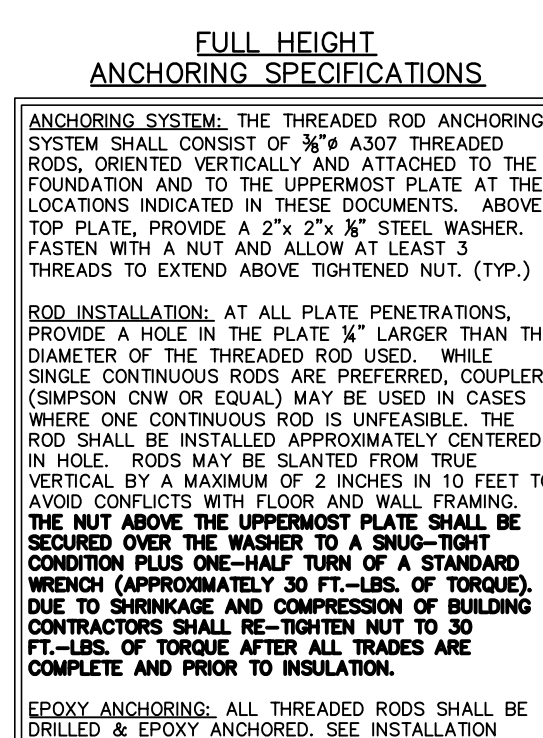 FULL HEIGHT
ANCHORING SPECIFICATIONS
ANCHORING SYSTEM: THE THREADED ROD ANCHORING
SYSTEM SHALL CONSIST OF ⅜"ø A307 THREADED
RODS, ORIENTED VERTICALLY AND ATTACHED TO THE
FOUNDATION AND TO THE UPPERMOST PLATE AT THE
LOCATIONS INDICATED IN THESE DOCUMENTS. ABOVE
TOP PLATE, PROVIDE A 2"x 2"x ⅛" STEEL WASHER.
FASTEN WITH A NUT AND ALLOW AT LEAST 3
THREADS TO EXTEND ABOVE TIGHTENED NUT. (TYP.)
ROD INSTALLATION: AT ALL PLATE PENETRATIONS,
PROVIDE A HOLE IN THE PLATE ¼" LARGER THAN TH
DIAMETER OF THE THREADED ROD USED. WHILE
SINGLE CONTINUOUS RODS ARE PREFERRED, COUPLER
(SIMPSON CNW OR EQUAL) MAY BE USED IN CASES
WHERE ONE CONTINUOUS ROD IS UNFEASIBLE. THE
ROD SHALL BE INSTALLED APPROXIMATELY CENTERED
IN HOLE. RODS MAY BE SLANTED FROM TRUE
VERTICAL BY A MAXIMUM OF 2 INCHES IN 10 FEET TO
AVOID CONFLICTS WITH FLOOR AND WALL FRAMING.
THE NUT ABOVE THE UPPERMOST PLATE SHALL BE
SECURED OVER THE WASHER TO A SNUG-TIGHT
CONDITION PLUS ONE-HALF TURN OF A STANDARD
WRENCH (APPROXIMATELY 30 FT.-LBS. OF TORQUE).
DUE TO SHRINKAGE AND COMPRESSION OF BUILDING
CONTRACTORS SHALL RE-TIGHTEN NUT TO 30
FT.-LBS. OF TORQUE AFTER ALL TRADES ARE
COMPLETE AND PRIOR TO INSULATION.
EPOXY ANCHORING: ALL THREADED RODS SHALL BE
DRILLED & EPOXY ANCHORED. SEE INSTALLATION